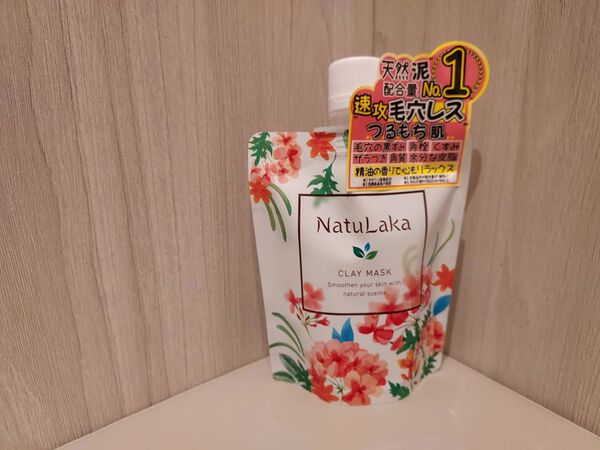 天然泥
配合量 No.1
速攻毛穴レス
つるもち肌
毛穴の黒ずみ 角栓 くすみ
ザラつき 角質 余分な皮脂
精油の香りで心もリラックス
NatuLaka
CLAY MASK
Smoothen your skin with
natural scents